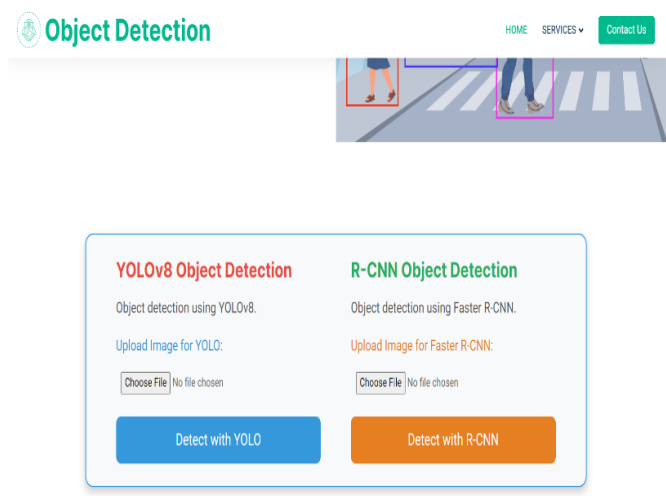 Object Detection
HOME SERVICES Contact Us
YOLOv8 Object Detection
Object detection using YOLOv8.
Upload Image for YOLO:
Choose File No file chosen
Detect with YOLO
R-CNN Object Detection
Object detection using Faster R-CNN.
Upload Image for Faster R-CNN:
Choose File No file chosen
Detect with R-CNN